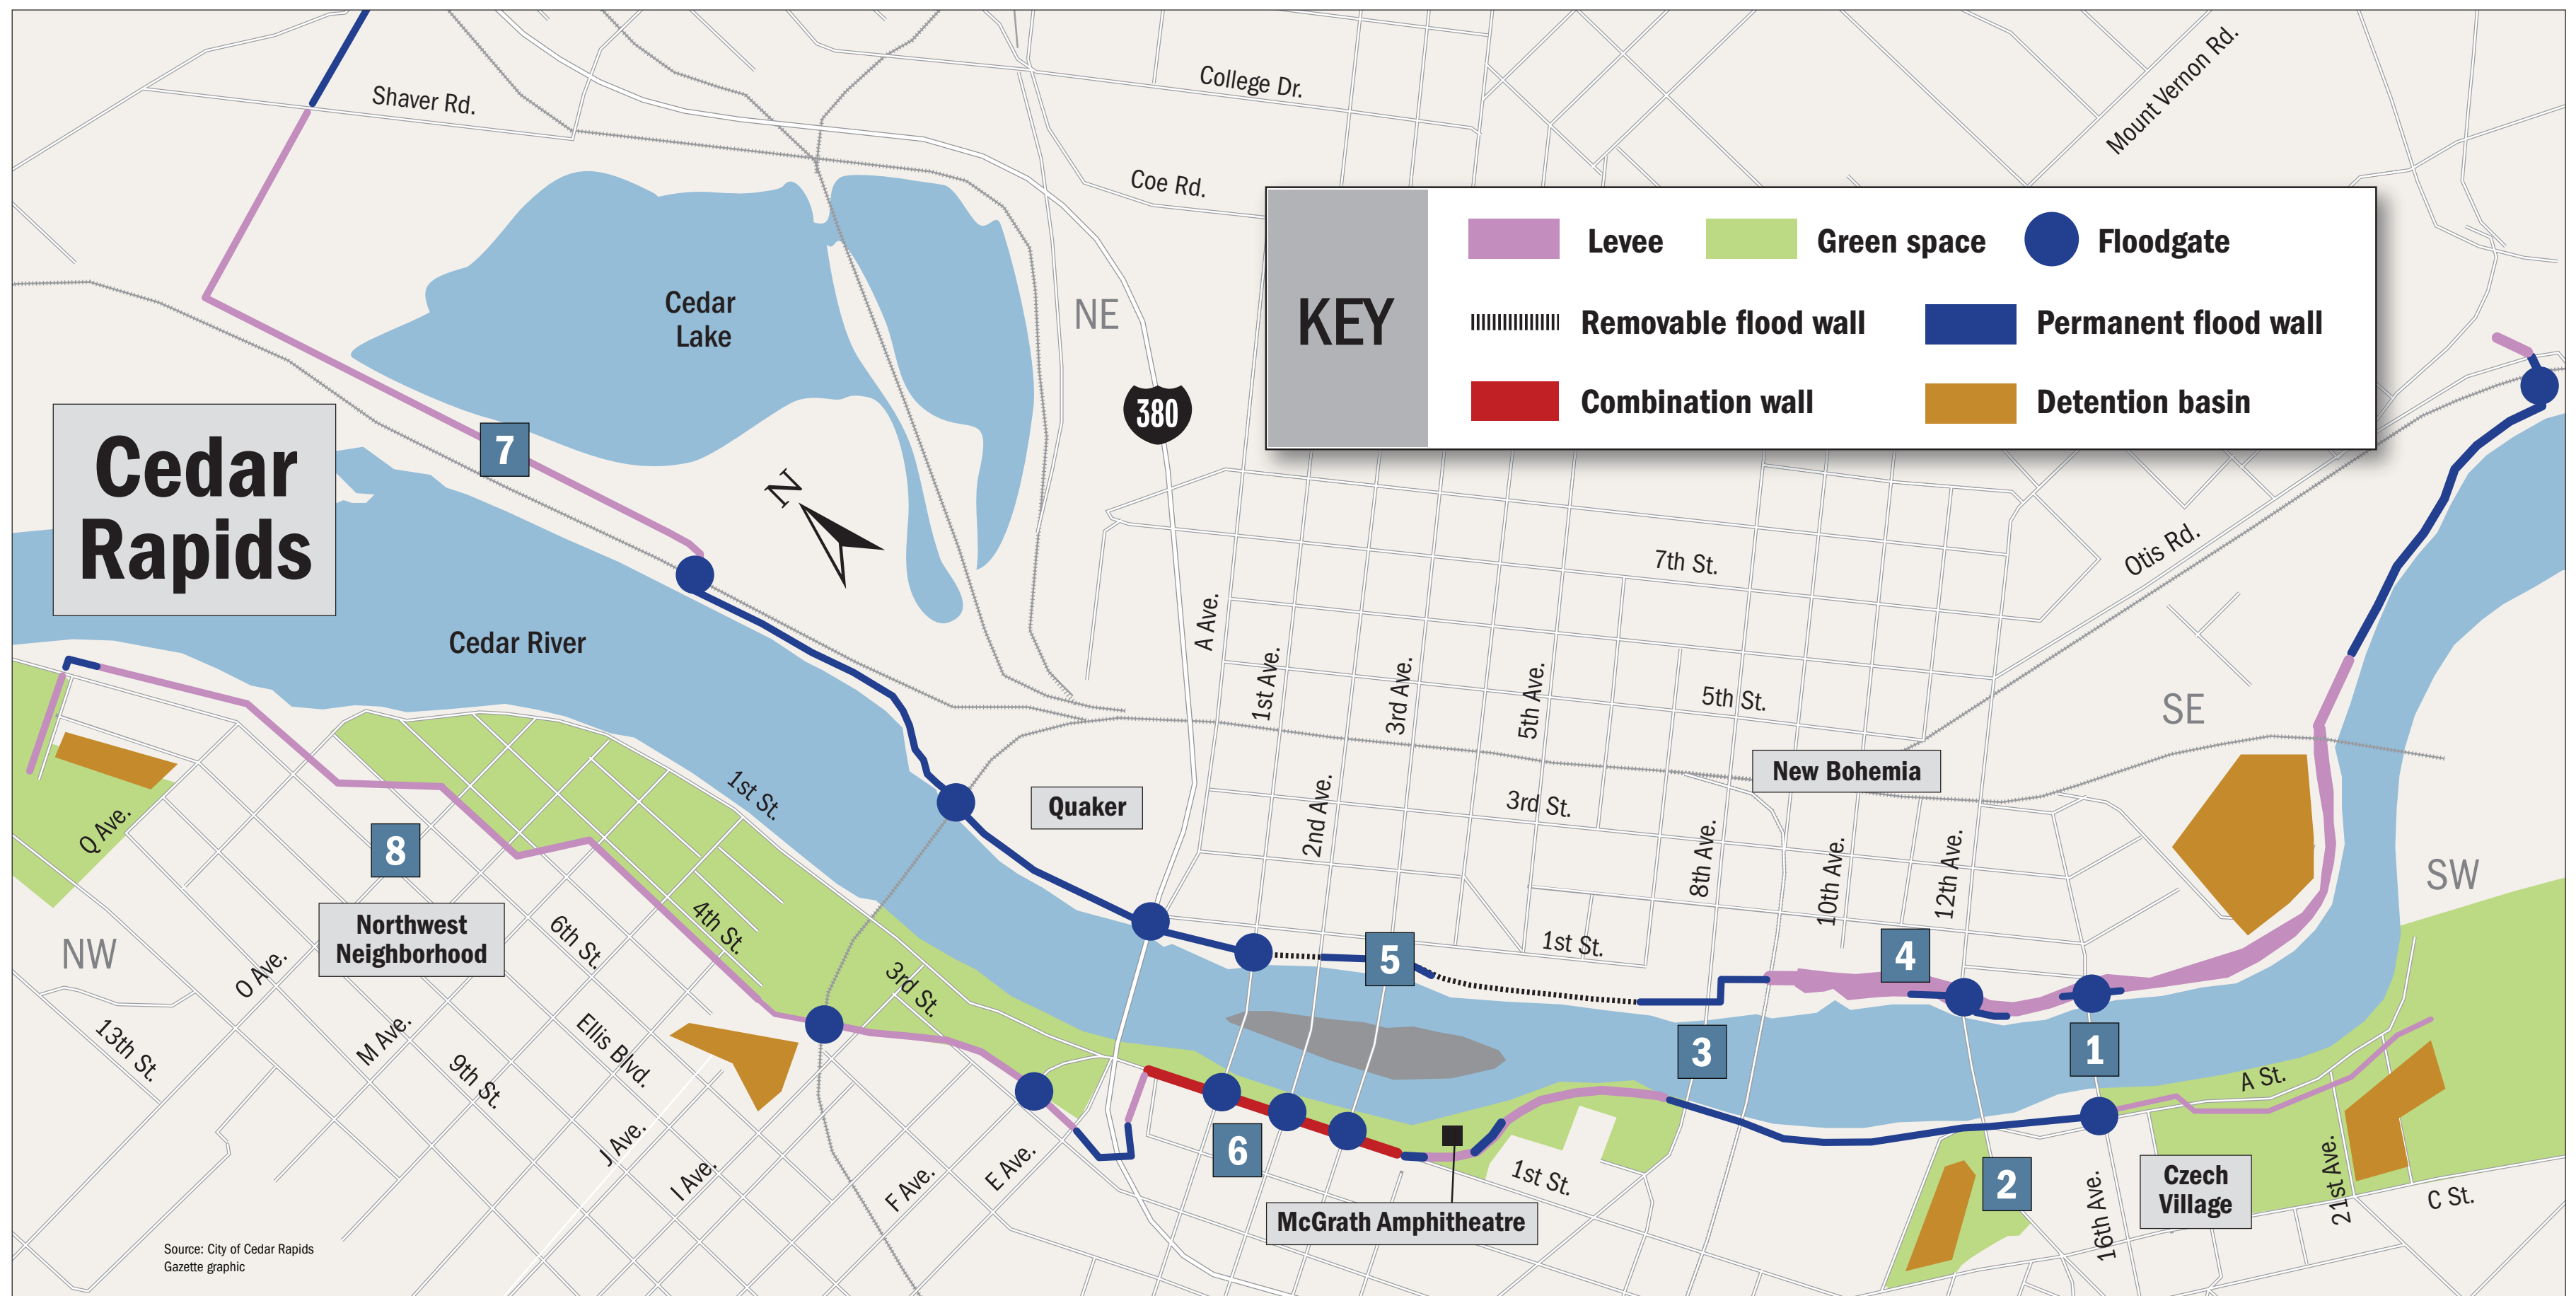 Shaver Rd.
College Dr.
Mount Vernon Rd.
Coe Rd.
KEY
Levee
Green space
Floodgate
Removable flood wall
Permanent flood wall
Combination wall
Detention basin
Cedar
Lake
NE
380
Cedar
Rapids
7
N
Cedar River
A Ave.
1st Ave.
2nd Ave.
3rd Ave.
5th Ave.
7th St.
5th St.
3rd St.
1st St.
Otis Rd.
SE
New Bohemia
8th Ave.
10th Ave.
12th Ave.
Quaker
1st St.
Q Ave.
8
Northwest
Neighborhood
NW
O Ave.
13th St.
M Ave.
9th St.
6th St.
Ellis Blvd.
4th St.
3rd St.
J Ave.
I Ave.
F Ave.
E Ave.
5
4
3
1
6
2
SW
McGrath Amphitheatre
1st St.
A St.
Czech
Village
16th Ave.
21st Ave.
C St.
Source: City of Cedar Rapids
Gazette graphic